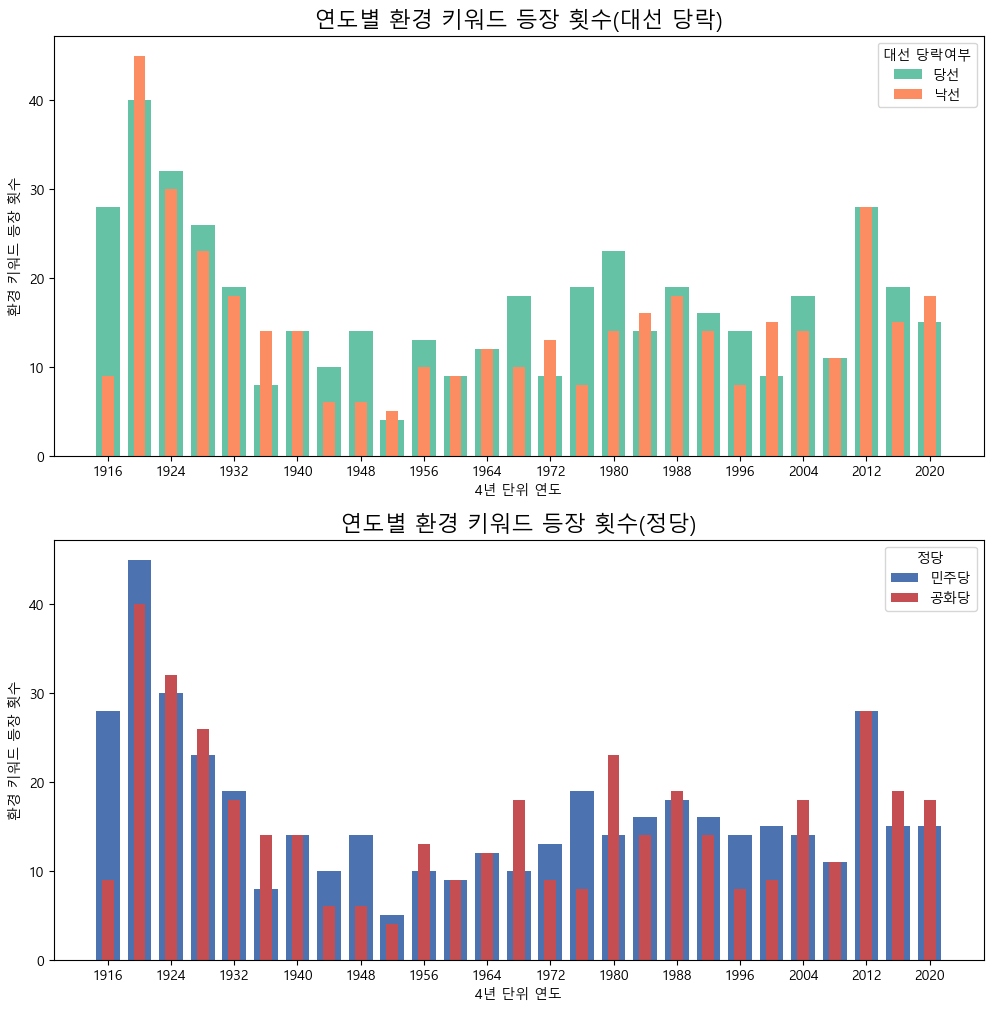 연도별 환경 키워드 등장 횟수(대선 당락)
대선 당락여부
당선
낙선
환경 키워드 등장 횟수
40
30
20
10
0
1916 1924 1932 1940 1948 1956 1964 1972 1980 1988 1996 2004 2012 2020
4년 단위 연도
연도별 환경 키워드 등장 횟수(정당)
정당
민주당
공화당
환경 키워드 등장 횟수
40
30
20
10
0
1916 1924 1932 1940 1948 1956 1964 1972 1980 1988 1996 2004 2012 2020
4년 단위 연도